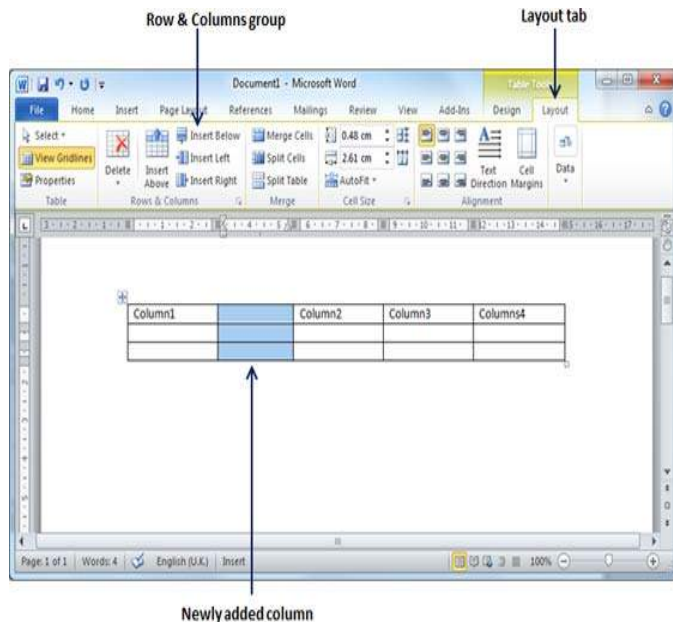 Row & Columns group
Layout tab
Document1 - Microsoft Word
Table Tools
File Home Insert Page Layout References Mailings Review View Add-Ins Design Layout
Select
View Gridlines
Properties
Table
Delete
Insert Above
Insert Below
Insert Left
Insert Right
Rows & Columns
Merge Cells
Split Cells
Split Table
Merge
0.48 cm
2.61 cm
AutoFit
Cell Size
Text Direction
Cell Margins
Alignment
Data
Column1 Column2 Column3 Columns4
Page: 1 of 1 Words: 4 English (U.K.) Insert 100%
Newly added column